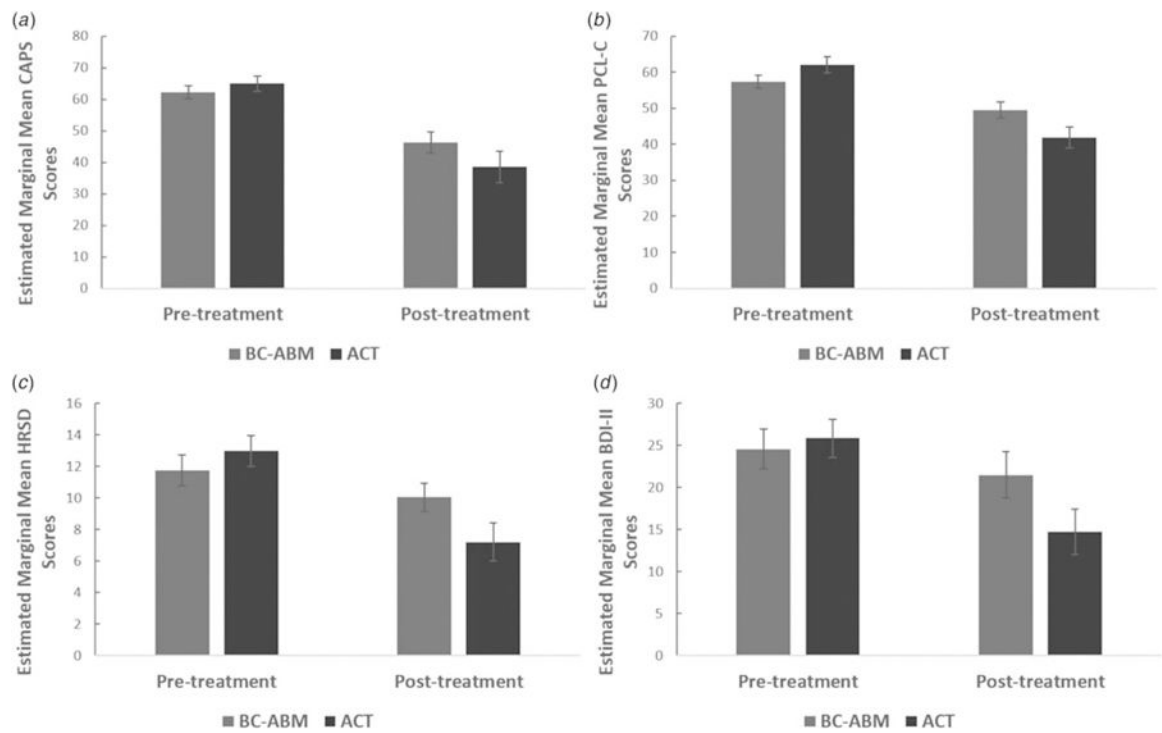 (a)
Estimated Marginal Mean CAPS
Scores
80
70
60
50
40
30
20
10
0
Pre-treatment Post-treatment
BC-ABM ACT
(b)
Estimated Marginal Mean PCL-C
Scores
70
60
50
40
30
20
10
0
Pre-treatment Post-treatment
BC-ABM ACT
(c)
Estimated Marginal Mean HRSD
Scores
16
14
12
10
8
6
4
2
0
Pre-treatment Post-treatment
BC-ABM ACT
(d)
Estimated Marginal Mean BDI-II
Scores
30
25
20
15
10
5
0
Pre-treatment Post-treatment
BC-ABM ACT